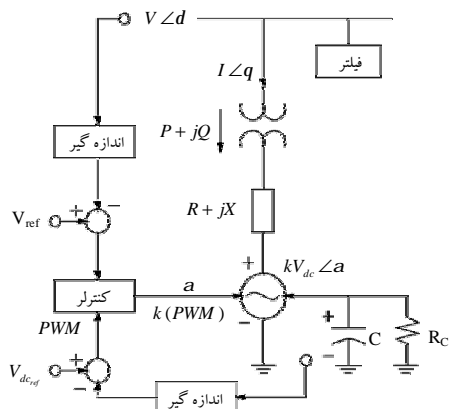 V∠d
فیلتر
I∠q
P + jQ
اندازه گیر
R + jX
+
−
V_ref
+
−
kV_dc ∠a
کنترلر
a
k (PWM)
+
−
PWM
+
−
C
R_C
V_dc_ref
+
−
اندازه گیر